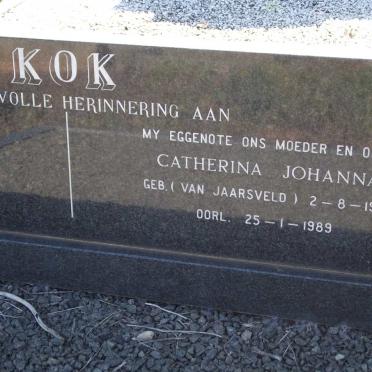 KOK
VOLLE HERINNERING AAN
MY EGGENOTE ONS MOEDER EN
CATHERINA JOHANNA
GEB. (VAN JAARSVELD) 2-8-1
OORL. 25-1-1989